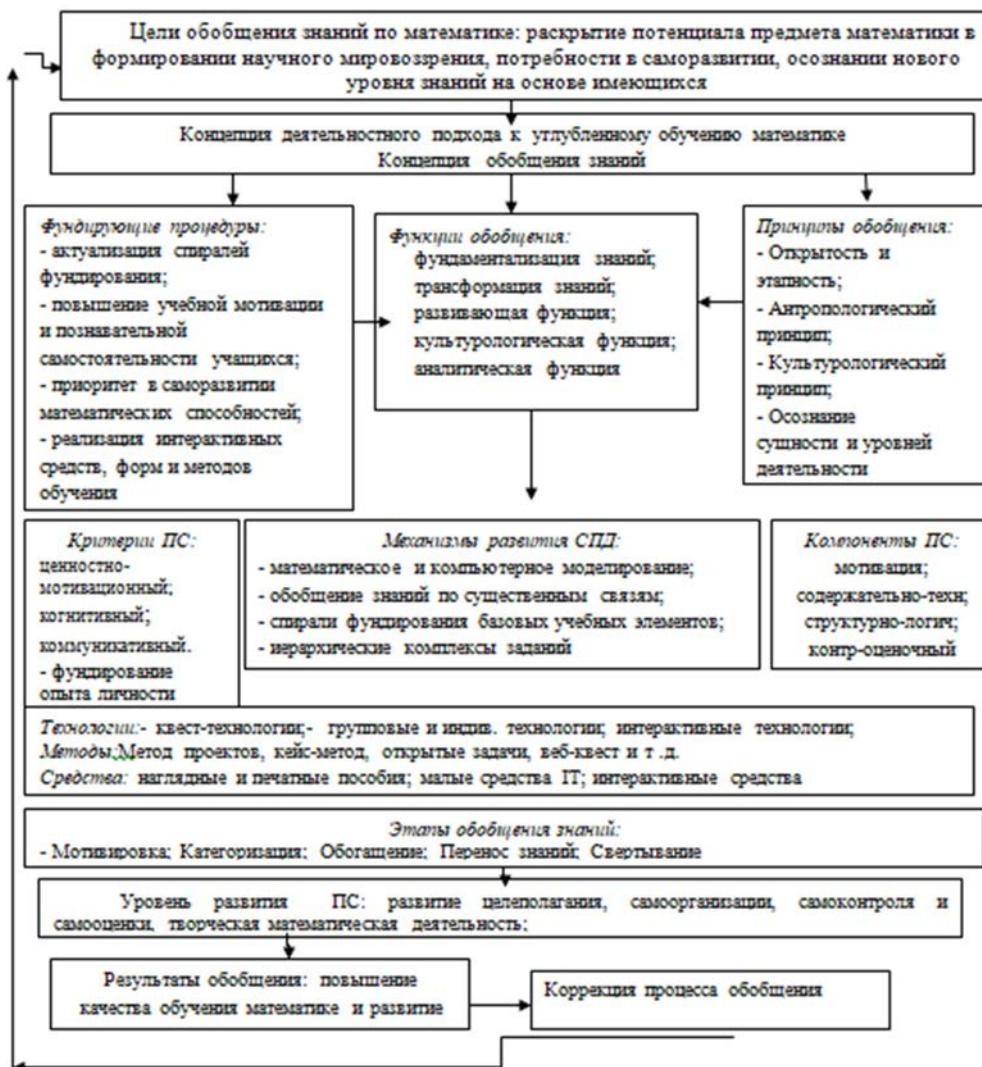 Цели обобщения знаний по математике: раскрытие потенциала предмета математики в
формировании научного мировоззрения, потребности в саморазвитии, осознании нового
уровня знаний на основе имеющихся
Концепция деятельностного подхода к углубленному обучению математике
Концепция обобщения знаний
Фундирующие процедуры:
- актуализация спиралей
фундирования;
- повышение учебной мотивации
и познавательной
самостоятельности учащихся;
- приоритет в саморазвитии
математических способностей;
- реализация интерактивных
средств, форм и методов
обучения
Функции обобщения:
фундаментализация знаний;
трансформация знаний;
развивающая функция;
культурологическая функция;
аналитическая функция
Принципы обобщения:
- Открытость и
этапность;
- Антропологический
принцип;
- Культурологический
принцип;
- Осознание
сущности и уровней
деятельности
Критерии ПС:
ценностно-
мотивационный;
когнитивный;
коммуникативный.
- фундирование
опыта личности
Механизмы развития СПД:
- математическое и компьютерное моделирование;
- обобщение знаний по существенным связям;
- спирали фундирования базовых учебных элементов;
- иерархические комплексы заданий
Компоненты ПС:
мотивация;
содержательно-техн;
структурно-логич;
контр-оценочный
Технологии:- квест-технологии;- групповые и индив. технологии; интерактивные технологии;
Методы:Метод проектов, кейс-метод, открытые задачи, веб-квест и т .д.
Средства: наглядные и печатные пособия; малые средства IT; интерактивные средства
Этапы обобщения знаний:
- Мотивировка; Категоризация; Обогащение; Перенос знаний; Свертывание
Уровень развития ПС: развитие целеполагания, самоорганизации, самоконтроля и
самооценки, творческая математическая деятельность;
Результаты обобщения: повышение
качества обучения математике и развитие
Коррекция процесса обобщения